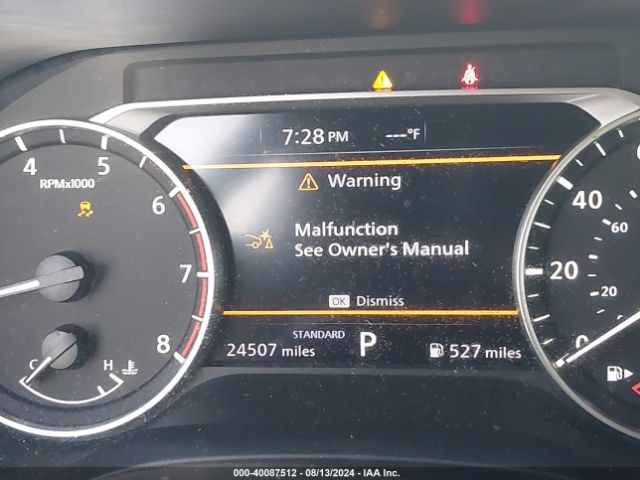 7:28 PM ---°F
Warning
Malfunction
See Owner's Manual
OK Dismiss
STANDARD
24507 miles P 527 miles
4 5 6 7 8
RPMx1000
C H
40 20 0
60 20
000-40087512 - 08/13/2024 - IAA Inc.